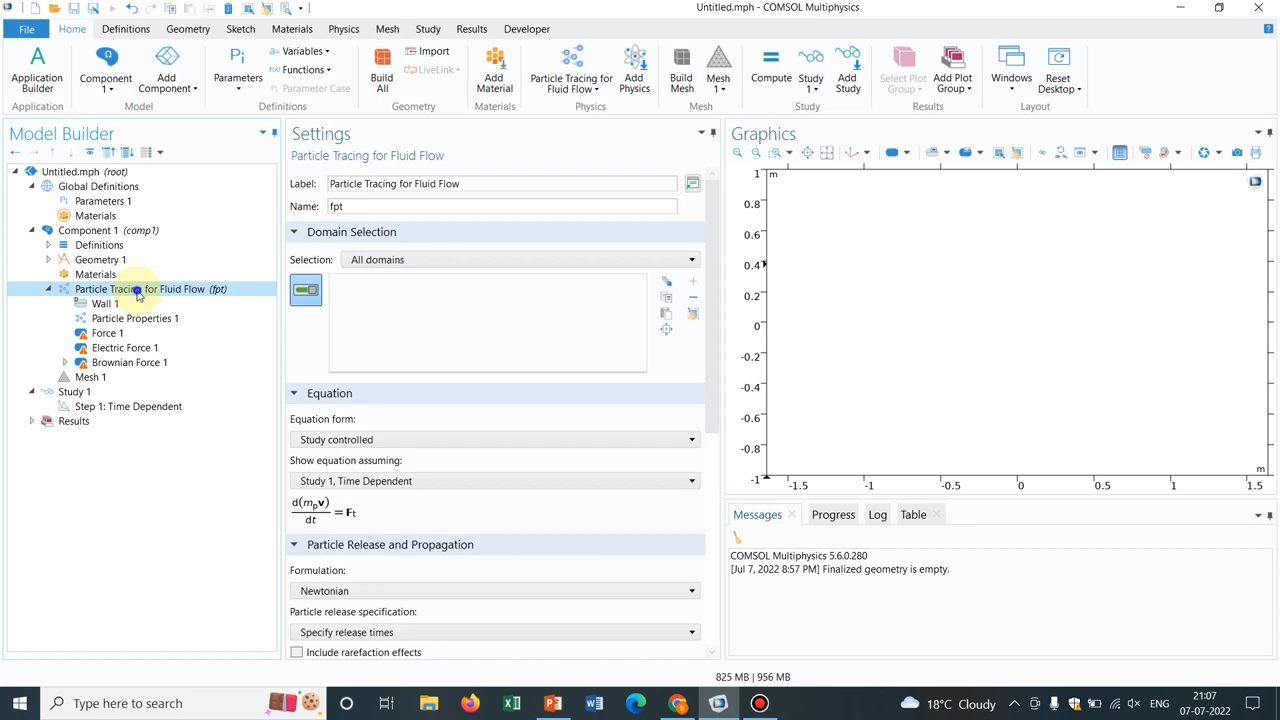 Untitled.mph - COMSOL Multiphysics
File
Home
Definitions
Geometry
Sketch
Materials
Physics
Mesh
Study
Results
Developer
Application Builder
Component 1
Add Component
Pi
Parameters
a= Variables
f(x) Functions
Parameter Case
Build All
Import
LiveLink
Add Material
Particle Tracing for Fluid Flow
Add Physics
Build Mesh
Mesh 1
Compute
Study 1
Add Study
Select Plot Group
Add Plot Group
Windows
Reset Desktop
Application
Model
Definitions
Geometry
Materials
Physics
Mesh
Study
Results
Layout
Model Builder
Untitled.mph (root)
Global Definitions
Pi Parameters 1
Materials
Component 1 (comp1)
Definitions
Geometry 1
Materials
Particle Tracing for Fluid Flow (fpt)
Wall 1
Particle Properties 1
Force 1
Electric Force 1
Brownian Force 1
Mesh 1
Study 1
Step 1: Time Dependent
Results
Settings
Particle Tracing for Fluid Flow
Label: Particle Tracing for Fluid Flow
Name: fpt
Domain Selection
Selection: All domains
Equation
Equation form:
Study controlled
Show equation assuming:
Study 1, Time Dependent
d(mpv)
dt = Ft
Particle Release and Propagation
Formulation:
Newtonian
Particle release specification:
Specify release times
Include rarefaction effects
Graphics
1
m
0.8
0.6
0.4
0.2
0
-0.2
-0.4
-0.6
-0.8
-1
m
-1.5 -1 -0.5 0 0.5 1 1.5
Messages
Progress
Log
Table
COMSOL Multiphysics 5.6.0.280
[Jul 7, 2022 8:57 PM] Finalized geometry is empty.
825 MB | 956 MB
Type here to search
18°C Cloudy
ENG
21:07
07-07-2022